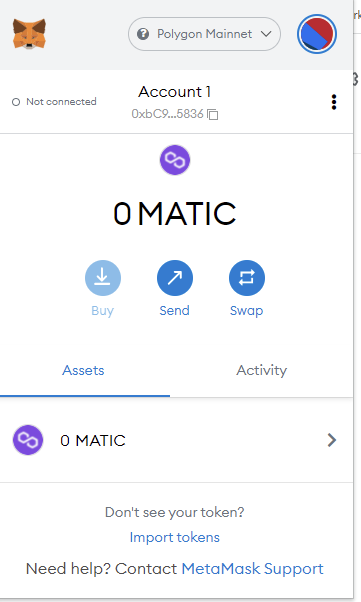 Polygon Mainnet
Not connected
Account 1
0xbC9...5836
0 MATIC
Buy
Send
Swap
Assets
Activity
0 MATIC
Don't see your token?
Import tokens
Need help? Contact MetaMask Support